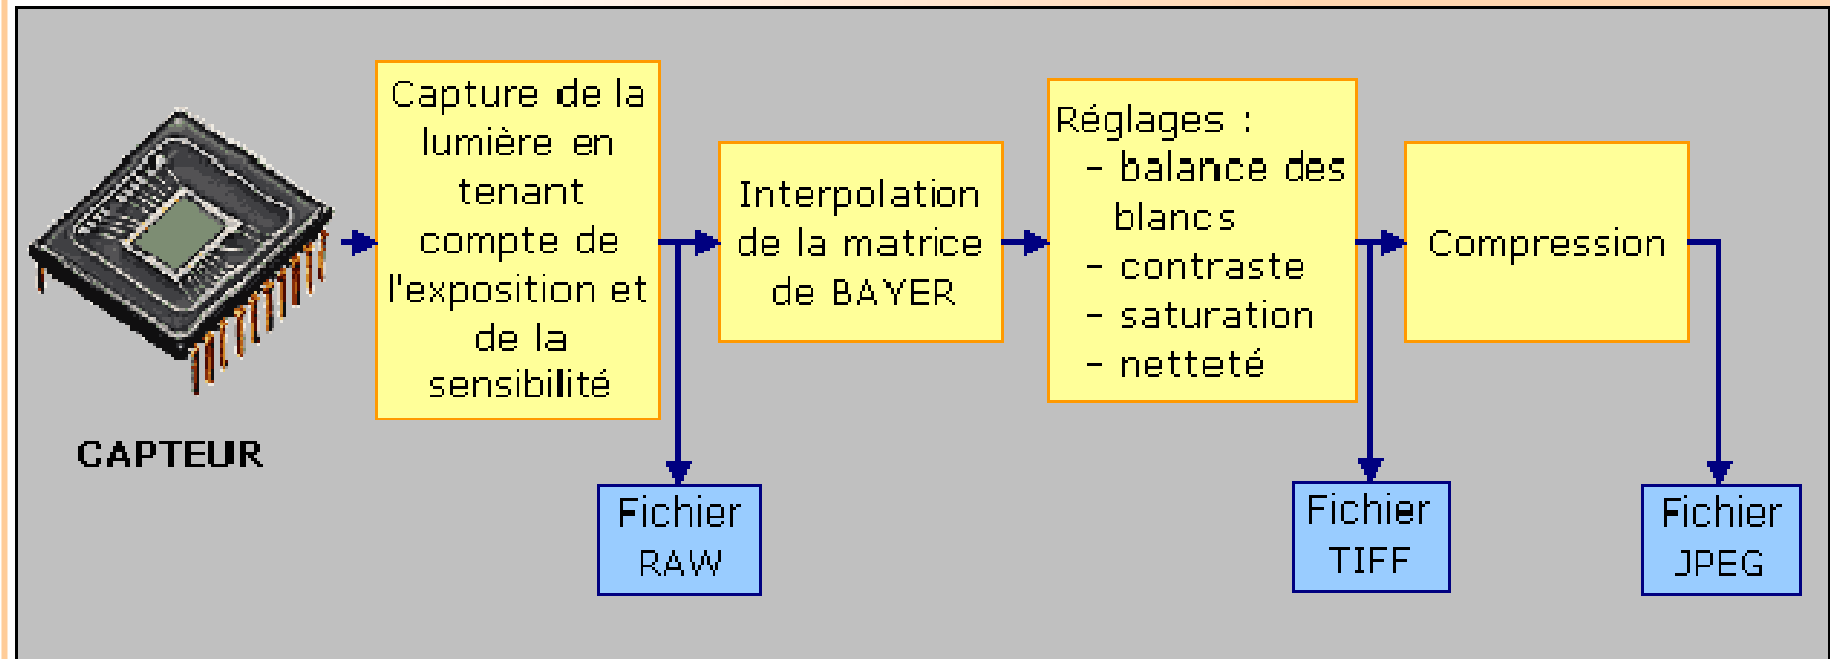 CAPTEUR
Capture de la
lumière en
tenant
compte de
l'exposition et
de la
sensibilité
Fichier
RAW
Interpolation
de la matrice
de BAYER
Réglages :
- balance des
blancs
- contraste
- saturation
- netteté
Fichier
TIFF
Compression
Fichier
JPEG